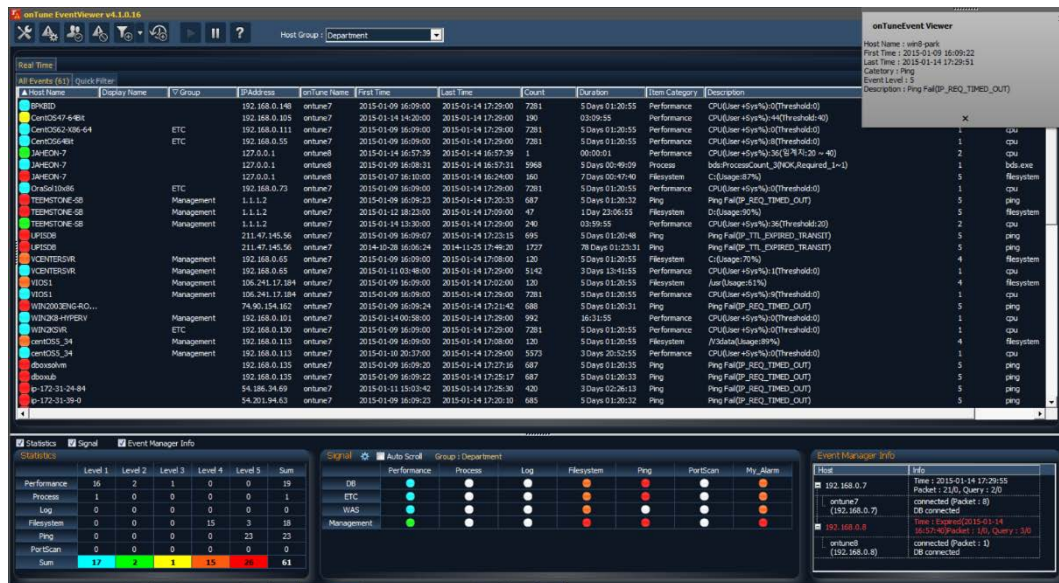 onTune EventViewer v4.1.0.16
Host Group : Department
onTuneEvent Viewer
Host Name : win8-park
First Time : 2015-01-09 16:09:22
Last Time : 2015-01-14 17:29:51
Catetory : Ping
Event Level : 5
Description : Ping Fail(IP_REQ_TIMED_OUT)
Real Time
All Events (61) Quick Filter
Host Name Display Name Group IPAddress onTune Name First Time Last Time Count Duration Item Category Description
BPKBID 192.168.0.148 ontune7 2015-01-09 16:09:00 2015-01-14 17:29:00 7281 5 Days 01:20:55 Performance CPU(User+Sys%):0(Threshold:0)
CentOS47-64Bit 192.168.0.105 ontune7 2015-01-14 14:20:00 2015-01-14 17:29:00 190 03:09:55 Performance CPU(User+Sys%):44(Threshold:40)
CentOS62-X86-64 ETC 192.168.0.111 ontune7 2015-01-09 16:09:00 2015-01-14 17:29:00 7281 5 Days 01:20:55 Performance CPU(User+Sys%):0(Threshold:0) 1 cpu
CentOS64Bit ETC 192.168.0.55 ontune7 2015-01-09 16:09:00 2015-01-14 17:29:00 7281 5 Days 01:20:55 Performance CPU(User+Sys%):8(Threshold:0) 1 cpu
JAHEON-7 127.0.0.1 ontune8 2015-01-14 16:57:39 2015-01-14 16:57:39 1 00:00:01 Performance CPU(User+Sys%):36(임계치:20 ~ 40) 2 cpu
JAHEON-7 127.0.0.1 ontune8 2015-01-09 16:08:31 2015-01-14 16:57:31 5968 5 Days 00:49:09 Process bds:ProcessCount_3(NOK,Required_1~1) 1 bds.exe
JAHEON-7 127.0.0.1 ontune8 2015-01-07 16:10:00 2015-01-14 16:24:00 160 7 Days 00:47:40 Filesystem C:(Usage:87%) 5 filesystem
OraSol10x86 ETC 192.168.0.73 ontune7 2015-01-09 16:09:00 2015-01-14 17:29:00 7281 5 Days 01:20:55 Performance CPU(User+Sys%):0(Threshold:0) 1 cpu
TEEMSTONE-SB Management 1.1.1.2 ontune7 2015-01-09 16:09:23 2015-01-14 17:20:33 687 5 Days 01:20:32 Ping Ping Fail(IP_REQ_TIMED_OUT) 5 ping
TEEMSTONE-SB Management 1.1.1.2 ontune7 2015-01-12 18:23:00 2015-01-14 17:09:00 47 1 Day 23:06:55 Filesystem D:(Usage:90%) 5 filesystem
TEEMSTONE-SB Management 1.1.1.2 ontune7 2015-01-14 13:30:00 2015-01-14 17:29:00 240 03:59:55 Performance CPU(User+Sys%):36(Threshold:20) 2 cpu
UPISDB 211.47.145.56 ontune7 2015-01-09 16:09:07 2015-01-14 17:23:15 695 5 Days 01:20:48 Ping Ping Fail(IP_TTL_EXPIRED_TRANSIT) 5 ping
UPISDB 211.47.145.56 ontune7 2014-10-28 16:06:24 2014-11-25 17:49:20 1727 78 Days 01:23:31 Ping Ping Fail(IP_TTL_EXPIRED_TRANSIT) 5 ping
VCENTERSVR Management 192.168.0.65 ontune7 2015-01-09 16:09:00 2015-01-14 17:08:00 120 5 Days 01:20:55 Filesystem C:(Usage:70%) 4 filesystem
VCENTERSVR Management 192.168.0.65 ontune7 2015-01-11 03:48:00 2015-01-14 17:29:00 5142 3 Days 13:41:55 Performance CPU(User+Sys%):1(Threshold:0) 1 cpu
VIOS1 Management 106.241.17.184 ontune7 2015-01-09 16:09:00 2015-01-14 17:02:00 120 5 Days 01:20:55 Filesystem /usr(Usage:61%) 4 filesystem
VIOS1 Management 106.241.17.184 ontune7 2015-01-09 16:09:00 2015-01-14 17:29:00 7281 5 Days 01:20:55 Performance CPU(User+Sys%):9(Threshold:0) 1 cpu
WIN2003ENG-RO... 74.90.154.162 ontune7 2015-01-09 16:09:24 2015-01-14 17:21:42 688 5 Days 01:20:31 Ping Ping Fail(IP_REQ_TIMED_OUT) 5 ping
WIN2K8-HYPERV Management 192.168.0.101 ontune7 2015-01-14 00:58:00 2015-01-14 17:29:00 992 16:31:55 Performance CPU(User+Sys%):0(Threshold:0) 1 cpu
WIN2KSVR ETC 192.168.0.130 ontune7 2015-01-09 16:09:00 2015-01-14 17:29:00 7281 5 Days 01:20:55 Performance CPU(User+Sys%):0(Threshold:0) 1 cpu
centOS5_34 Management 192.168.0.113 ontune7 2015-01-09 16:09:00 2015-01-14 17:08:00 120 5 Days 01:20:55 Filesystem /V3data(Usage:89%) 4 filesystem
centOS5_34 Management 192.168.0.113 ontune7 2015-01-10 20:37:00 2015-01-14 17:29:00 5573 3 Days 20:52:55 Performance CPU(User+Sys%):0(Threshold:0) 1 cpu
dboxsolvm 192.168.0.135 ontune7 2015-01-09 16:09:20 2015-01-14 17:27:16 687 5 Days 01:20:35 Ping Ping Fail(IP_REQ_TIMED_OUT) 5 ping
dboxub 192.168.0.135 ontune7 2015-01-09 16:09:22 2015-01-14 17:25:17 687 5 Days 01:20:33 Ping Ping Fail(IP_REQ_TIMED_OUT) 5 ping
ip-172-31-24-84 54.186.34.69 ontune7 2015-01-11 15:03:42 2015-01-14 17:25:30 420 3 Days 02:26:13 Ping Ping Fail(IP_REQ_TIMED_OUT) 5 ping
ip-172-31-39-0 54.201.94.63 ontune7 2015-01-09 16:09:23 2015-01-14 17:20:10 685 5 Days 01:20:32 Ping Ping Fail(IP_REQ_TIMED_OUT) 5 ping
Statistics Signal Event Manager Info
Statistics
Level 1 Level 2 Level 3 Level 4 Level 5 Sum
Performance 16 2 1 0 0 19
Process 1 0 0 0 0 1
Log 0 0 0 0 0 0
Filesystem 0 0 0 15 3 18
Ping 0 0 0 0 23 23
PortScan 0 0 0 0 0 0
Sum 17 2 1 15 26 61
Signal Auto Scroll Group : Department
Performance Process Log Filesystem Ping PortScan My_Alarm
DB
ETC
WAS
Management
Event Manager Info
Host Info
192.168.0.7 Time : 2015-01-14 17:29:55
Packet : 21/0, Query : 2/0
ontune7 connected (Packet : 8)
(192.168.0.7) DB connected
192.168.0.8 Time : Expired(2015-01-14
16:57:40)Packet : 1/0, Query : 3/0
ontune8 connected (Packet : 1)
(192.168.0.8) DB connected